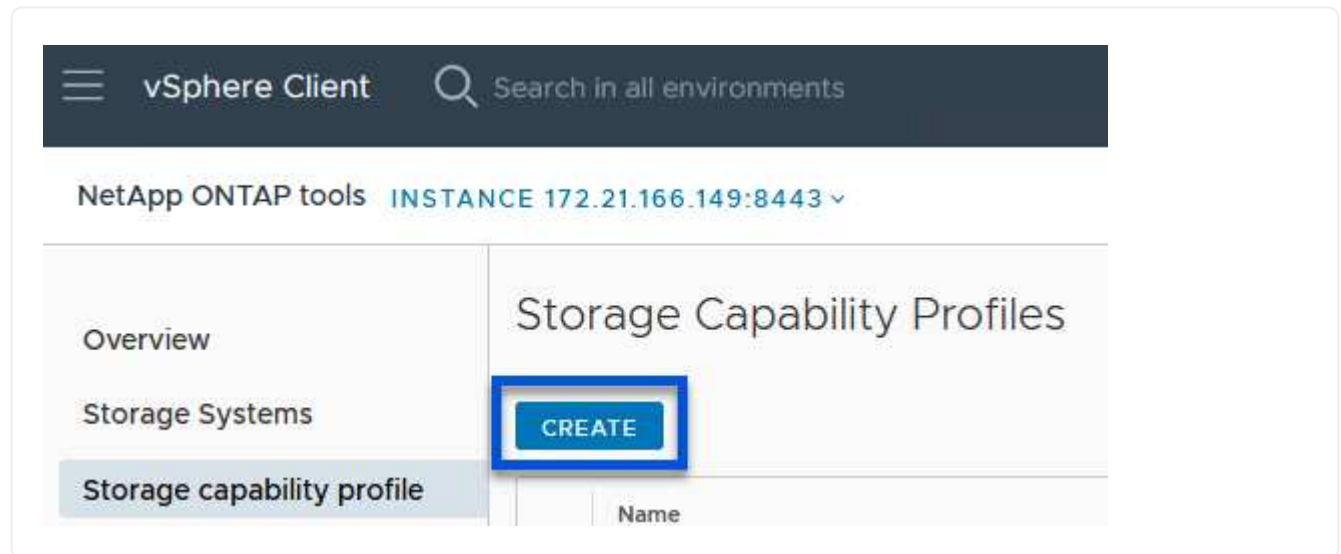 vSphere Client
Search in all environments
NetApp ONTAP tools INSTANCE 172.21.166.149:8443
Overview
Storage Systems
Storage capability profile
Storage Capability Profiles
CREATE
Name